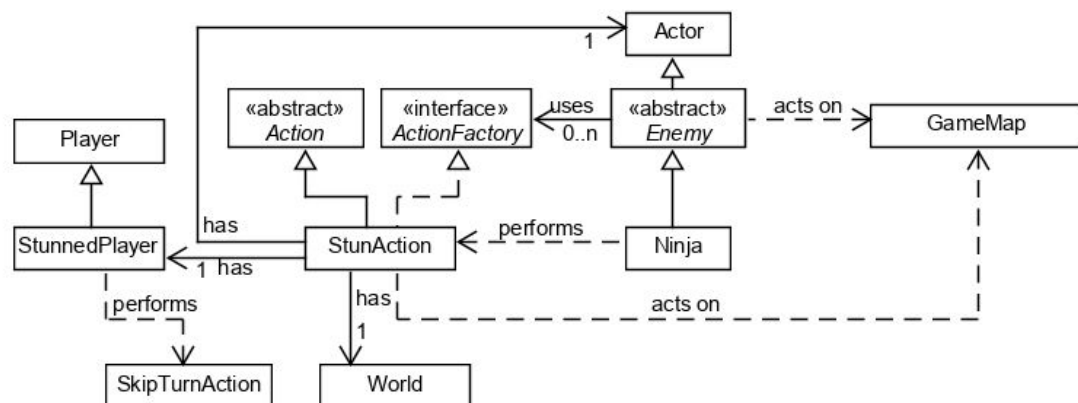 Actor
1
«abstract»
Action
«interface»
ActionFactory
uses
0..n
«abstract»
Enemy
acts on
GameMap
Player
StunnedPlayer
has
StunAction
performs
Ninja
1 has
performs
has
1
acts on
SkipTurnAction
World